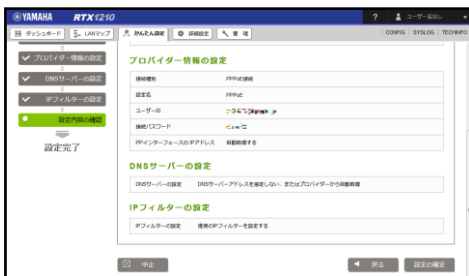 YAMAHA RTX1210
? ユーザー名なし
ダッシュボード LANマップ かんたん設定 詳細設定 管理 CONFIG SYSLOG TECHINFO
プロバイダー情報の設定
DNSサーバーの設定
IPフィルターの設定
設定内容の確認
設定完了
プロバイダー情報の設定
接続種別 PPPoE接続
設定名 PPPoE
ユーザーID
接続パスワード
PPインターフェースのIPアドレス 自動取得する
DNSサーバーの設定
DNSサーバーの設定 DNSサーバーアドレスを指定しない、またはプロバイダーから自動取得
IPフィルターの設定
IPフィルターの設定 推奨のIPフィルターを設定する
中止 戻る 設定の確定